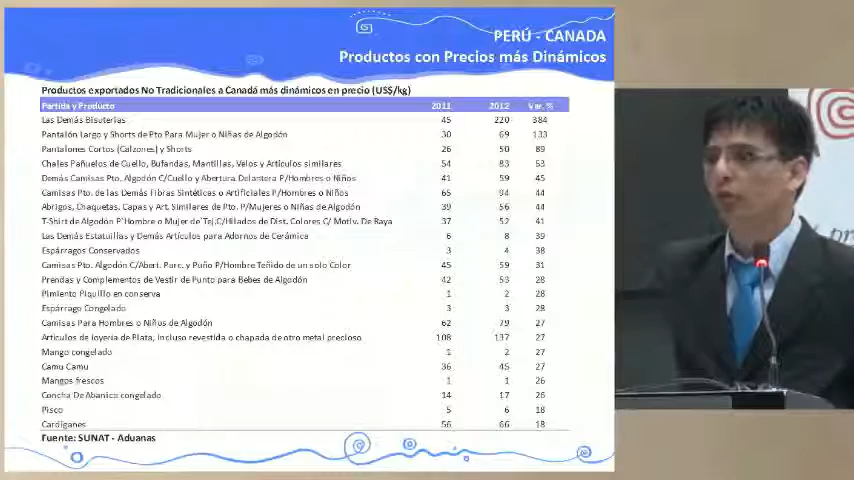 PERÚ - CANADA
Productos con Precios más Dinámicos
Productos exportados No Tradicionales a Canadá más dinámicos en precio (US$/kg)
Partida y Producto 2011 2012 Var. %
Las Demás Bisuterias 45 220 384
Pantalón Largo y Shorts de Pto Para Mujer o Niñas de Algodón 30 69 133
Pantalones Cortos (Calzones) y Shorts 26 50 89
Chales Pañuelos de Cuello, Bufandas, Mantillas, Velos y Artículos similares 54 83 53
Demás Camisas Pto. Algodón C/Cuello y Abertura Delantera P/Hombres o Niños 41 59 45
Camisas Pto. de las Demás Fibras Sintéticas o Artificiales P/Hombres o Niños 65 94 44
Abrigos, Chaquetas, Capas y Art. Similares de Pto. P/Mujeres o Niñas de Algodón 39 56 44
T-Shirt de Algodón P'Hombre o Mujer de Tej.C/Hilados de Dist. Colores C/ Motiv. De Raya 37 52 41
Las Demás Estatuillas y Demás Artículos para Adornos de Cerámica 6 8 39
Espárragos Conservados 3 4 38
Camisas Pto. Algodón C/Abert. Parc. y Puño P/Hombre Teñido de un solo Color 45 59 31
Prendas y Complementos de Vestir de Punto para Bebes de Algodón 42 53 28
Pimiento Piquillo en conserva 1 2 28
Espárrago Congelado 3 3 28
Camisas Para Hombres o Niños de Algodón 62 79 27
Articulos de Joyeria de Plata, Incluso revestida o chapada de otro metal precioso 108 137 27
Mango congelado 1 2 27
Camu Camu 36 45 27
Mangos frescos 1 1 26
Concha De Abanico congelado 14 17 26
Pisco 5 6 18
Cardiganes 56 66 18
Fuente: SUNAT - Aduanas